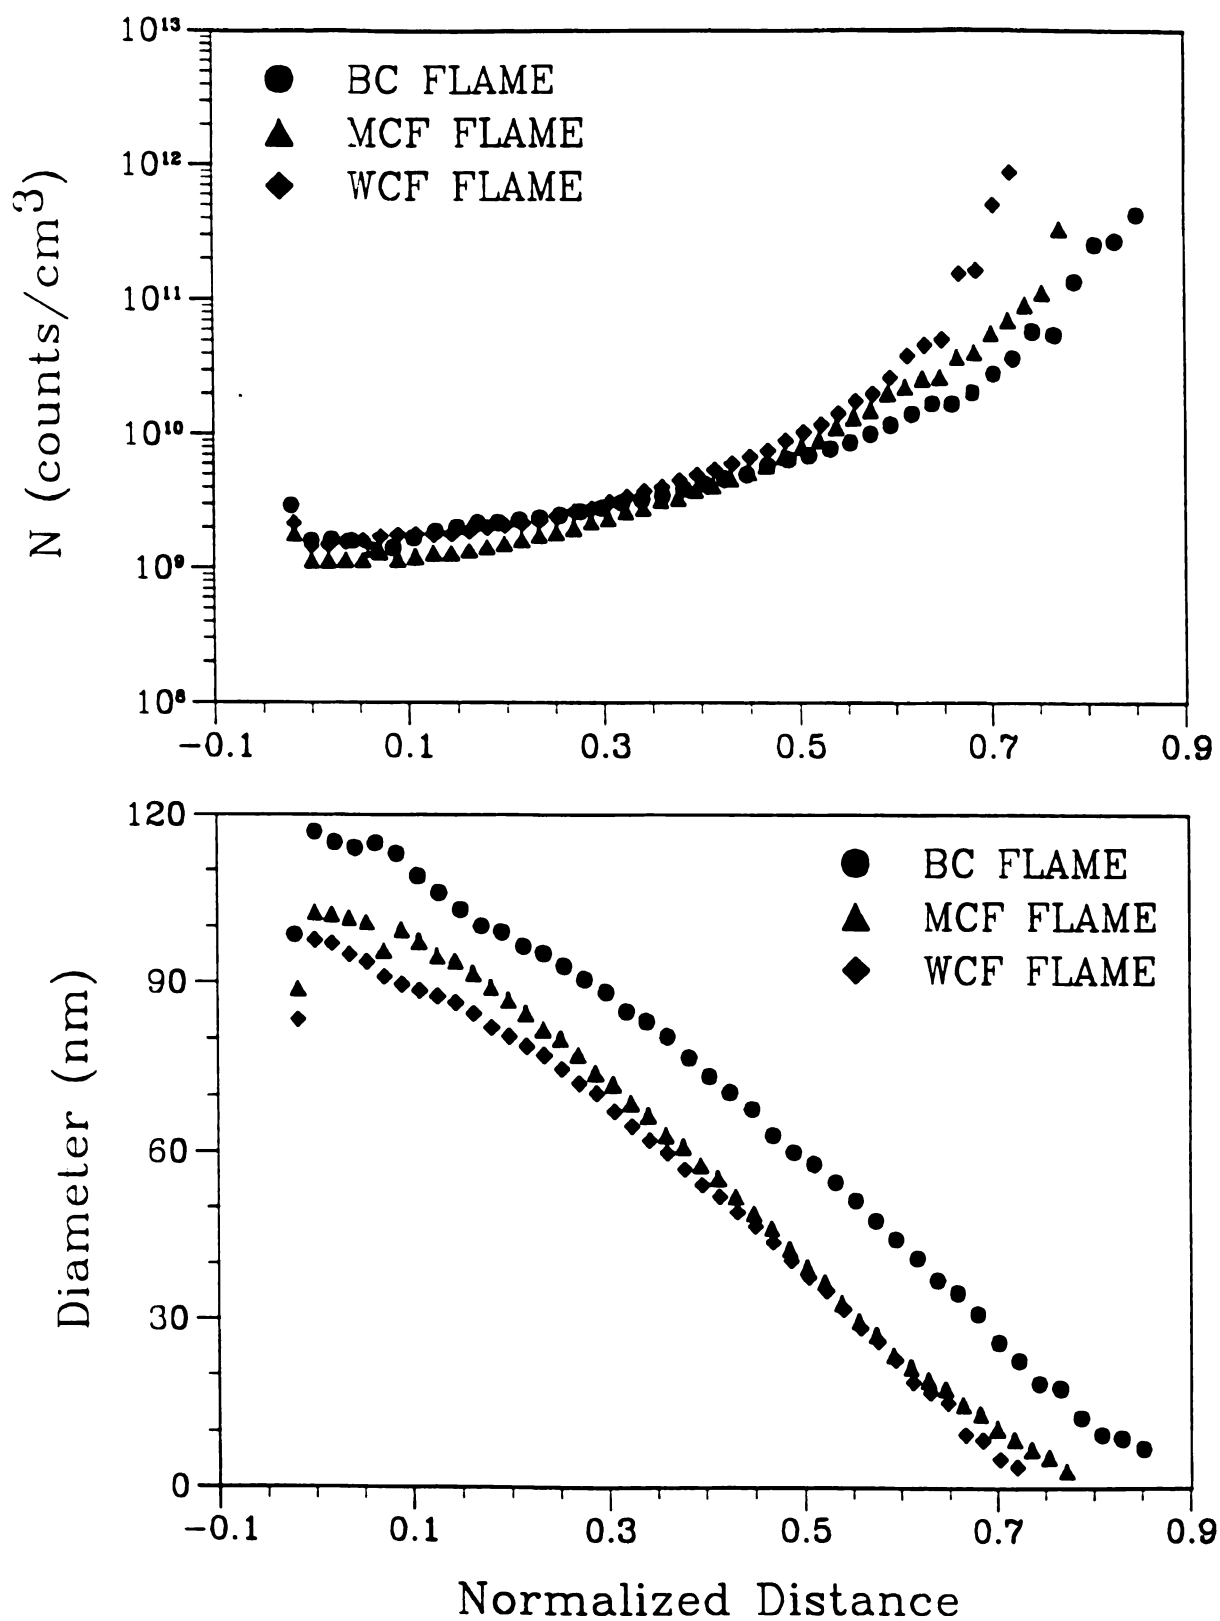 10¹³
BC FLAME
MCF FLAME
10¹²
WCF FLAME
N (counts/cm³)
10¹¹
10¹⁰
10⁹
10⁸
-0.1 0.1 0.3 0.5 0.7 0.9
120
BC FLAME
MCF FLAME
WCF FLAME
90
Diameter (nm)
60
30
0
-0.1 0.1 0.3 0.5 0.7 0.9
Normalized Distance